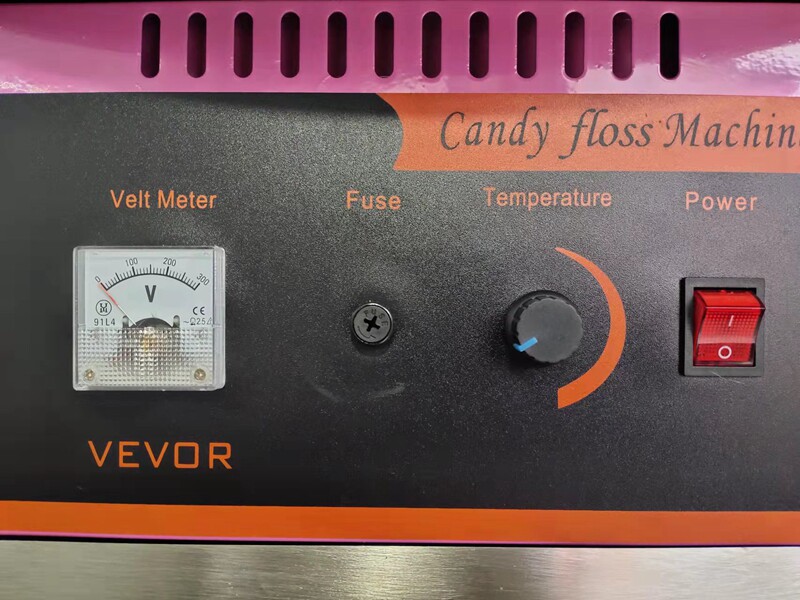 Candy floss Machin
Velt Meter
Fuse
Temperature
Power
0 100 200 300
V
91L4
CE
VEVOR